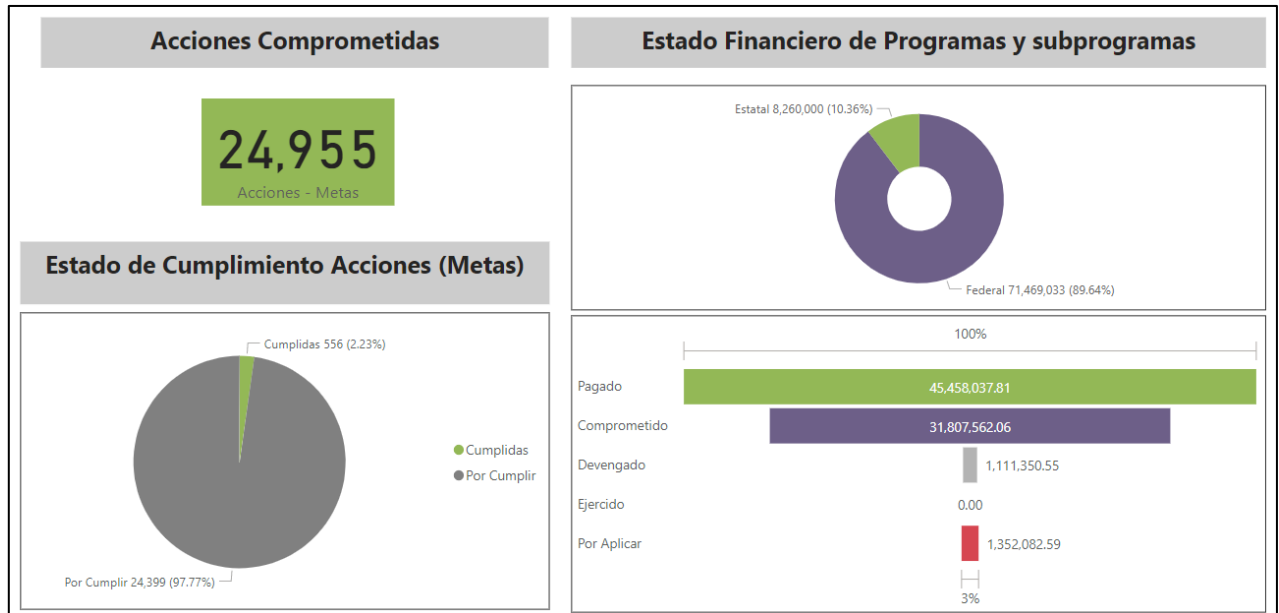 Acciones Comprometidas
24,955
Acciones - Metas
Estado de Cumplimiento Acciones (Metas)
Cumplidas 556 (2.23%)
Cumplidas
Por Cumplir
Por Cumplir 24,399 (97.77%)
Estado Financiero de Programas y subprogramas
Estatal 8,260,000 (10.36%)
Federal 71,469,033 (89.64%)
100%
Pagado 45,458,037.81
Comprometido 31,807,562.06
Devengado 1,111,350.55
Ejercido 0.00
Por Aplicar 1,352,082.59
3%